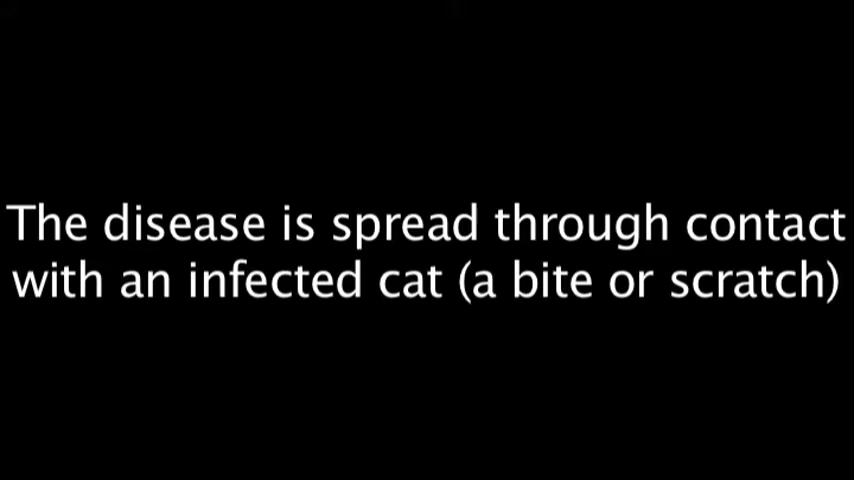 The disease is spread through contact
with an infected cat (a bite or scratch)